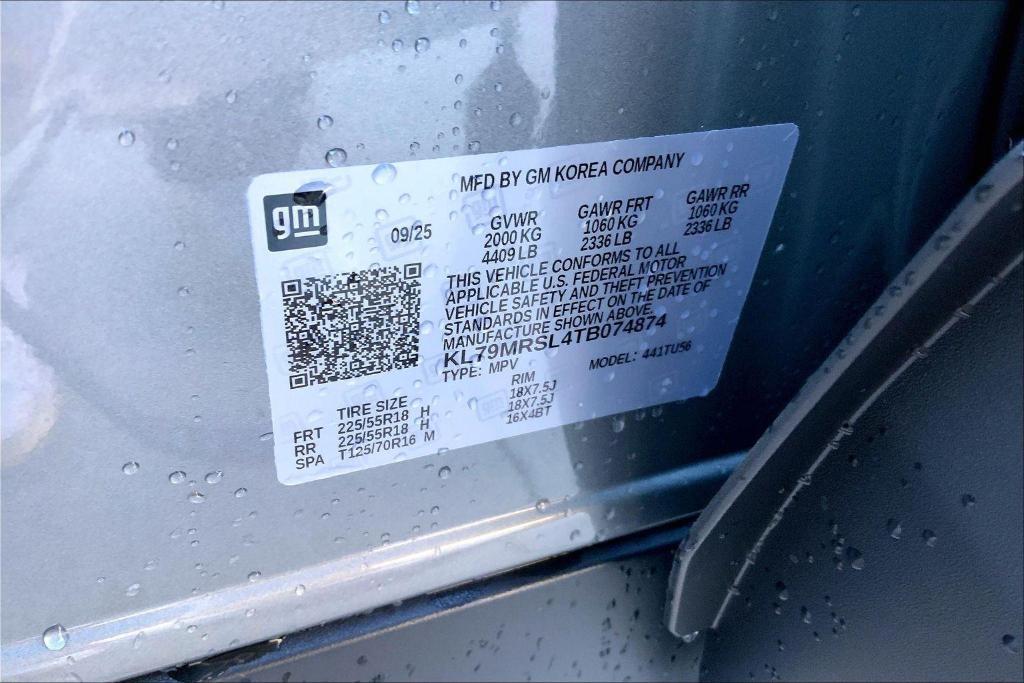 MFD BY GM KOREA COMPANY
gm
09/25
GVWR GAWR FRT GAWR RR
2000 KG 1060 KG 1060 KG
4409 LB 2336 LB 2336 LB
THIS VEHICLE CONFORMS TO ALL
APPLICABLE U.S. FEDERAL MOTOR
VEHICLE SAFETY AND THEFT PREVENTION
STANDARDS IN EFFECT ON THE DATE OF
MANUFACTURE SHOWN ABOVE.
KL79MRSL4TB074874
TYPE: MPV MODEL: 441TU56
TIRE SIZE RIM
FRT 225/55R18 H 18X7.5J
RR 225/55R18 H 18X7.5J
SPA T125/70R16 M 16X4BT